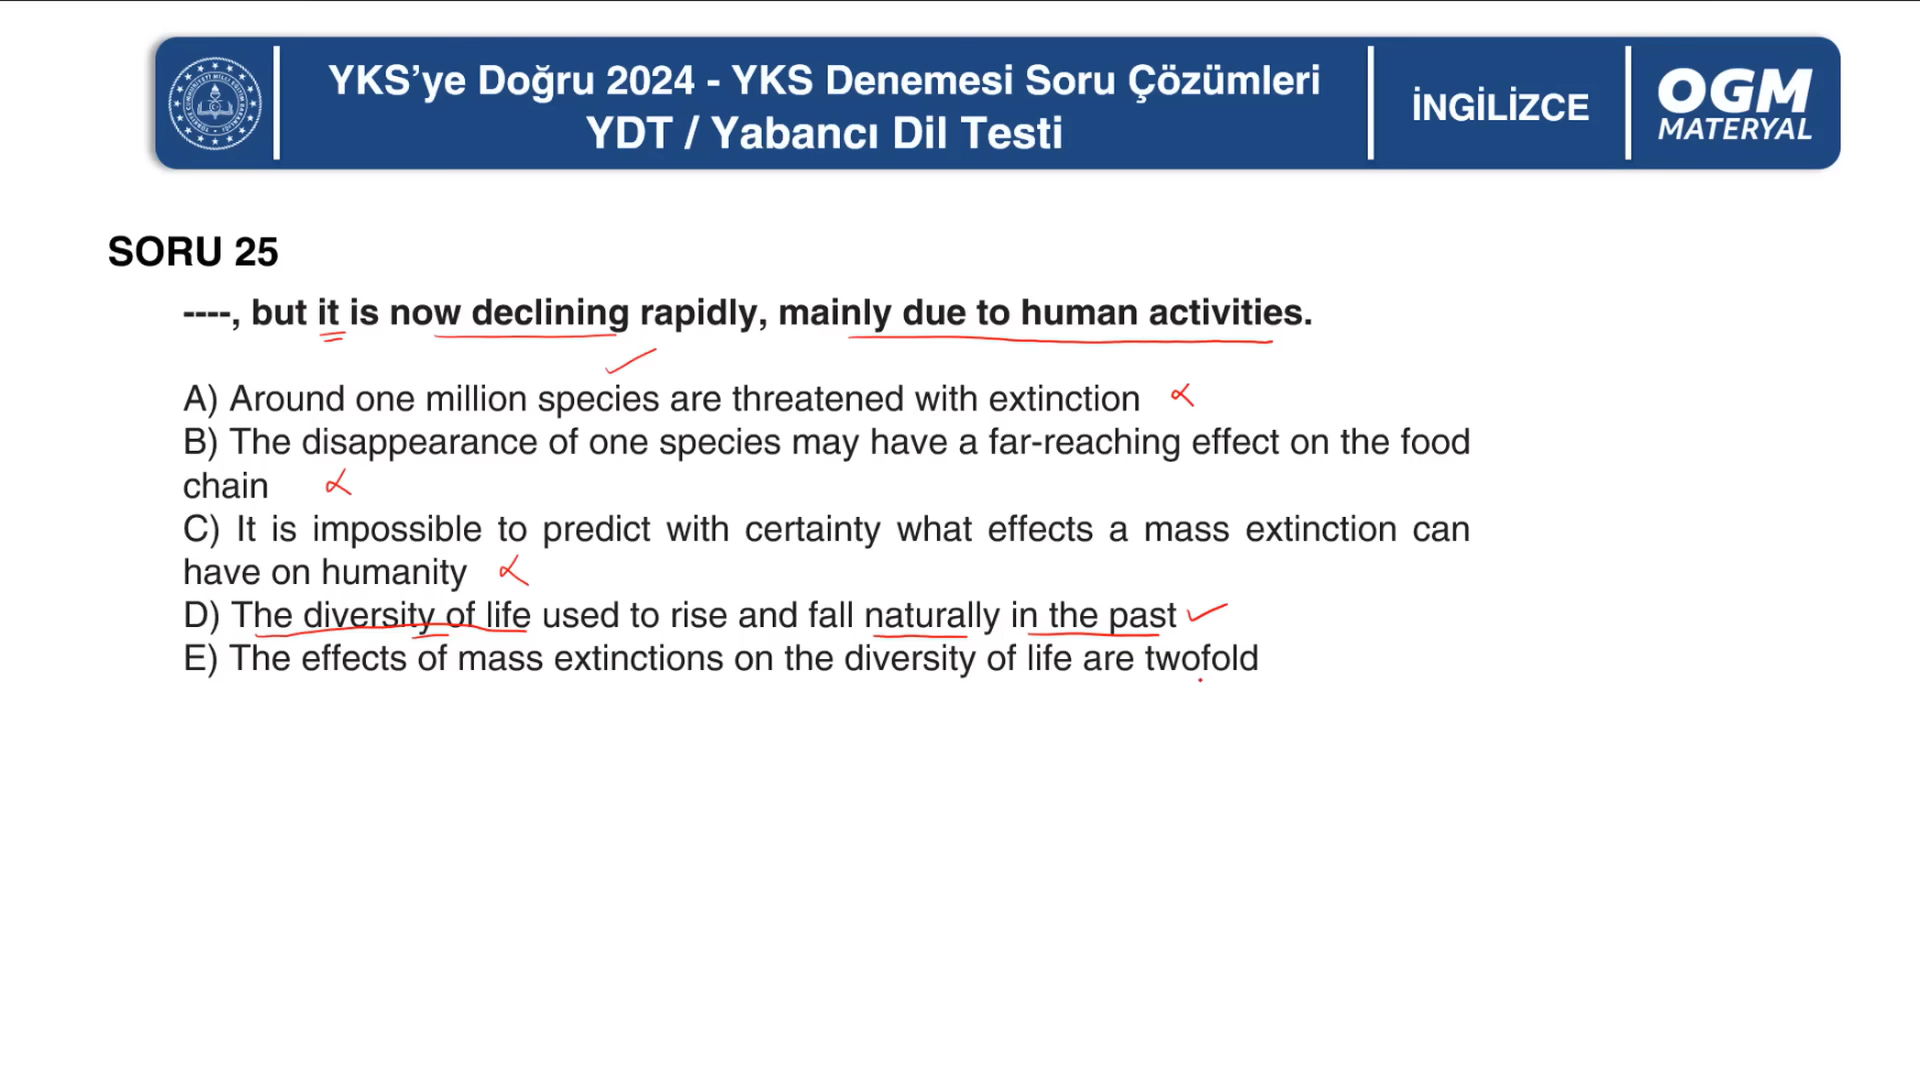 YKS'ye Doğru 2024 - YKS Denemesi Soru Çözümleri
YDT / Yabancı Dil Testi
İNGİLİZCE
OGM
MATERYAL
SORU 25
----, but it is now declining rapidly, mainly due to human activities.
A) Around one million species are threatened with extinction
B) The disappearance of one species may have a far-reaching effect on the food
chain
C) It is impossible to predict with certainty what effects a mass extinction can
have on humanity
D) The diversity of life used to rise and fall naturally in the past
E) The effects of mass extinctions on the diversity of life are twofold